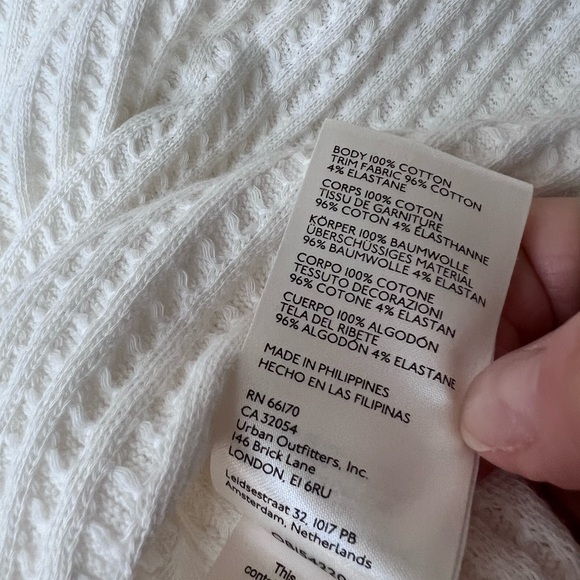 BODY 100% COTTON
TRIM FABRIC 96% COTTON
4% ELASTANE
CORPS 100% COTON
TISSU DE GARNITURE
96% COTON 4% ELASTHANNE
KÖRPER 100% BAUMWOLLE
ÜBERSCHÜSSIGES MATERIAL
96% BAUMWOLLE 4% ELASTAN
CORPO 100% COTONE
TESSUTO DECORAZIONI
96% COTONE 4% ELASTAN
CUERPO 100% ALGODÓN
TELA DEL RIBETE
96% ALGODÓN 4% ELASTANE
MADE IN PHILIPPINES
HECHO EN LAS FILIPINAS
RN 66170
CA 32054
Urban Outfitters, Inc.
146 Brick Lane
LONDON, E1 6RU
Leidsestraat 32, 1017 PB
Amsterdam, Netherlands
This